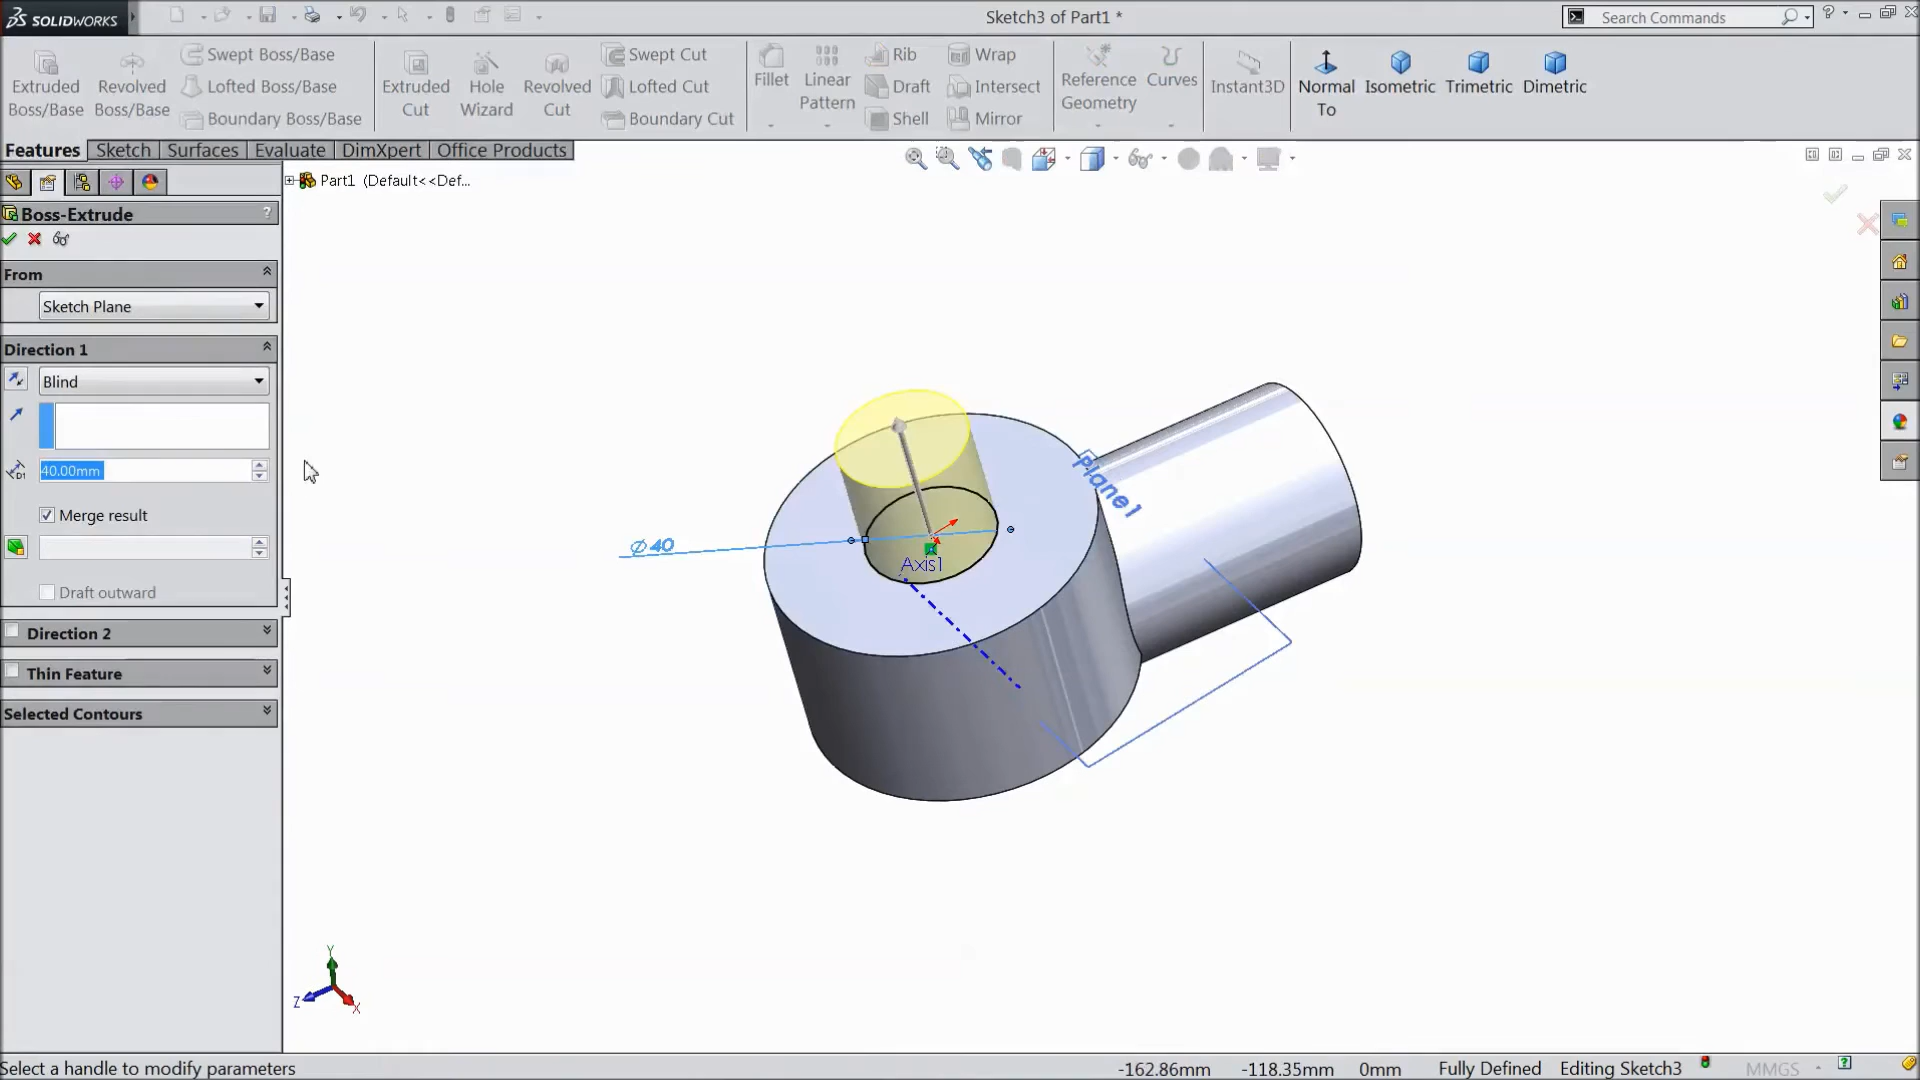 SOLIDWORKS
Sketch3 of Part1 *
Search Commands
Extruded Boss/Base
Revolved Boss/Base
Swept Boss/Base
Lofted Boss/Base
Boundary Boss/Base
Extruded Cut
Hole Wizard
Revolved Cut
Swept Cut
Lofted Cut
Boundary Cut
Fillet
Linear Pattern
Rib
Draft
Shell
Wrap
Intersect
Mirror
Reference Geometry
Curves
Instant3D
Normal To
Isometric
Trimetric
Dimetric
Features
Sketch
Surfaces
Evaluate
DimXpert
Office Products
Part1 (Default<<Def...
Boss-Extrude
?
From
Sketch Plane
Direction 1
Blind
D1
40.00mm
Merge result
Draft outward
Direction 2
Thin Feature
Selected Contours
Plane1
Ø40
Axis1
Y
Z
X
Select a handle to modify parameters
-162.86mm
-118.35mm
0mm
Fully Defined
Editing Sketch3
MMGS
?